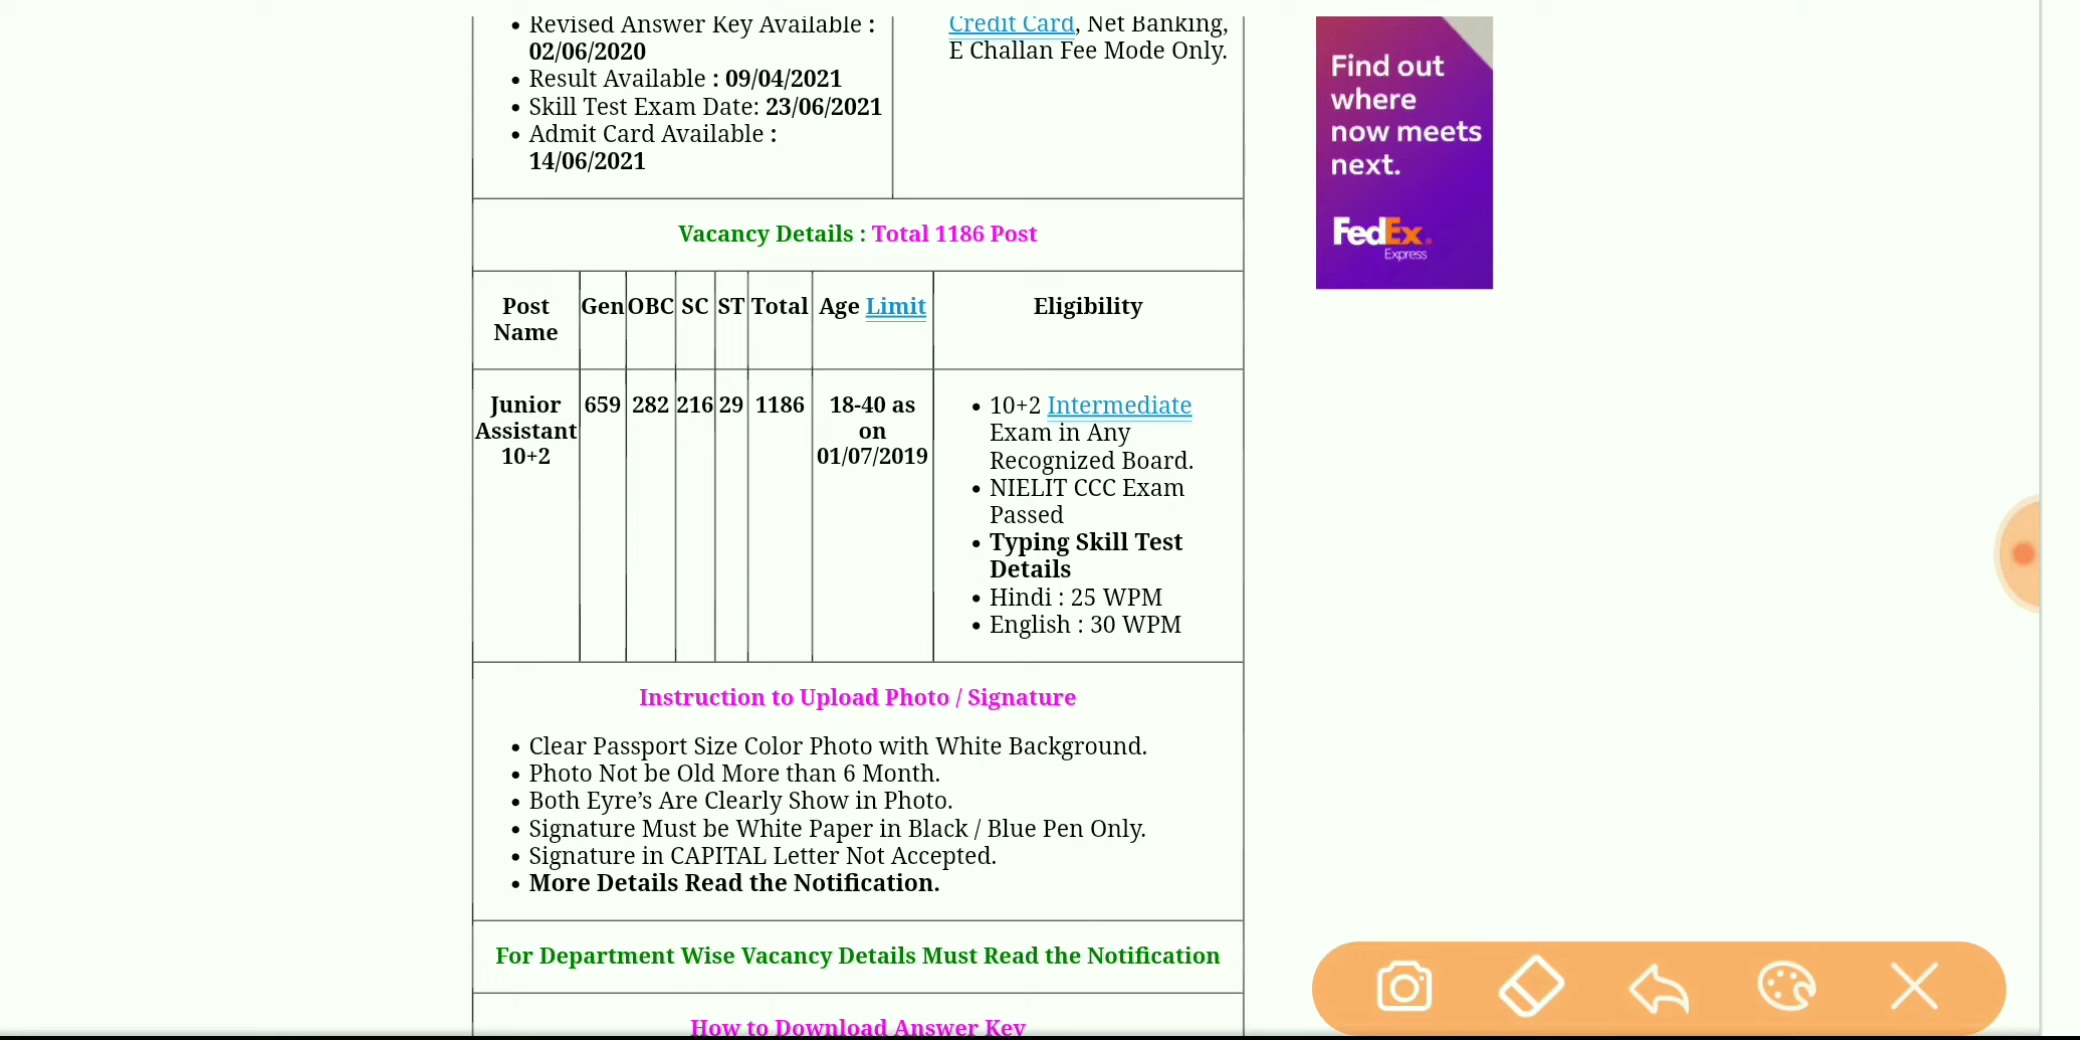 • Revised Answer Key Available :
02/06/2020
• Result Available : 09/04/2021
• Skill Test Exam Date: 23/06/2021
• Admit Card Available :
14/06/2021
Credit Card, Net Banking,
E Challan Fee Mode Only.
Find out
where
now meets
next.
FedEx.
Express
Vacancy Details : Total 1186 Post
Post Name Gen OBC SC ST Total Age Limit Eligibility
Junior Assistant 10+2 659 282 216 29 1186 18-40 as on 01/07/2019
• 10+2 Intermediate
Exam in Any
Recognized Board.
• NIELIT CCC Exam
Passed
• Typing Skill Test
Details
• Hindi : 25 WPM
• English : 30 WPM
Instruction to Upload Photo / Signature
• Clear Passport Size Color Photo with White Background.
• Photo Not be Old More than 6 Month.
• Both Eyre’s Are Clearly Show in Photo.
• Signature Must be White Paper in Black / Blue Pen Only.
• Signature in CAPITAL Letter Not Accepted.
• More Details Read the Notification.
For Department Wise Vacancy Details Must Read the Notification
How to Download Answer Key